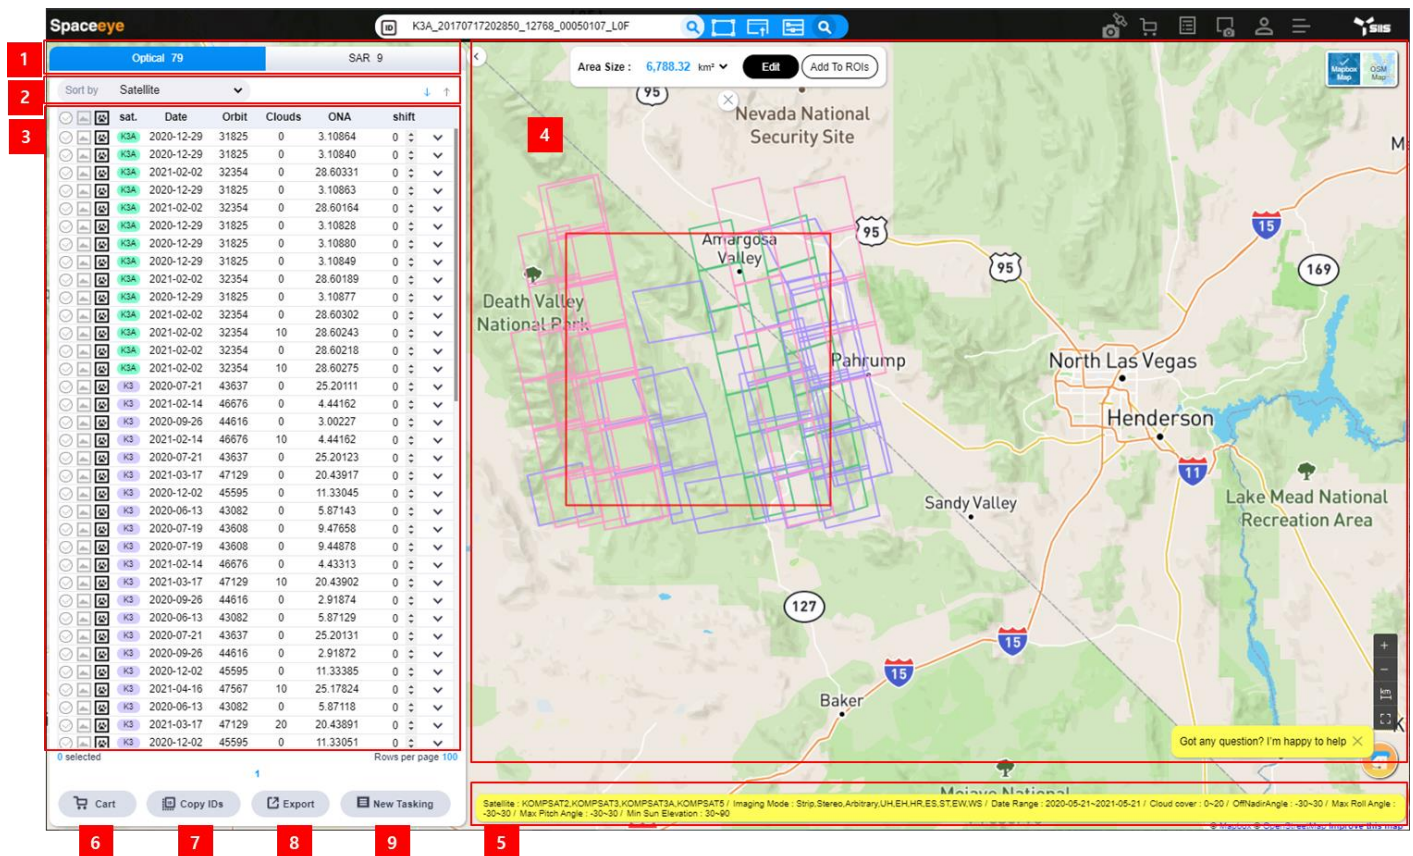 Spaceeye
ID K3A_20170717202850_12768_00050107_L0F
SIIS
1
Optical 79 SAR 9
2
Sort by Satellite
3
sat. Date Orbit Clouds ONA shift
K3A 2020-12-29 31825 0 3.10864 0
K3A 2020-12-29 31825 0 3.10840 0
K3A 2021-02-02 32354 0 28.60331 0
K3A 2020-12-29 31825 0 3.10863 0
K3A 2021-02-02 32354 0 28.60164 0
K3A 2020-12-29 31825 0 3.10828 0
K3A 2020-12-29 31825 0 3.10880 0
K3A 2020-12-29 31825 0 3.10849 0
K3A 2021-02-02 32354 0 28.60189 0
K3A 2020-12-29 31825 0 3.10877 0
K3A 2021-02-02 32354 0 28.60302 0
K3A 2021-02-02 32354 10 28.60243 0
K3A 2021-02-02 32354 0 28.60218 0
K3A 2021-02-02 32354 10 28.60275 0
K3 2020-07-21 43637 0 25.20111 0
K3 2021-02-14 46676 0 4.44162 0
K3 2020-09-26 44616 0 3.00227 0
K3 2021-02-14 46676 10 4.44162 0
K3 2020-07-21 43637 0 25.20123 0
K3 2021-03-17 47129 0 20.43917 0
K3 2020-12-02 45595 0 11.33045 0
K3 2020-06-13 43082 0 5.87143 0
K3 2020-07-19 43608 0 9.47658 0
K3 2020-07-19 43608 0 9.44878 0
K3 2021-02-14 46676 0 4.43313 0
K3 2021-03-17 47129 10 20.43902 0
K3 2020-09-26 44616 0 2.91874 0
K3 2020-06-13 43082 0 5.87129 0
K3 2020-07-21 43637 0 25.20131 0
K3 2020-09-26 44616 0 2.91872 0
K3 2020-12-02 45595 0 11.33385 0
K3 2021-04-16 47567 10 25.17824 0
K3 2020-06-13 43082 0 5.87118 0
K3 2021-03-17 47129 20 20.43891 0
K3 2020-12-02 45595 0 11.33051 0
0 selected Rows per page 100
1
Cart Copy IDs Export New Tasking
6 7 8 9
4
Area Size : 6,788.32 km² Edit Add To ROIs
Mapbox Map
OSM Map
95
Nevada National
Security Site
M
15
95
Amargosa
Valley
95
169
Death Valley
National Park
Pahrump
North Las Vegas
Henderson
11
Lake Mead National
Recreation Area
Sandy Valley
127
15
15
Baker
+
−
km
K
Got any question? I'm happy to help
Mojave National
Satellite : KOMPSAT2,KOMPSAT3,KOMPSAT3A,KOMPSAT5 / Imaging Mode : Strip,Stereo,Arbitrary,UH,EH,HR,ES,ST,EW,WS / Date Range : 2020-05-21~2021-05-21 / Cloud cover : 0~20 / OffNadirAngle : -30~30 / Max Roll Angle :
-30~30 / Max Pitch Angle : -30~30 / Min Sun Elevation : 30~90
© Mapbox © OpenStreetMap Improve this map
5